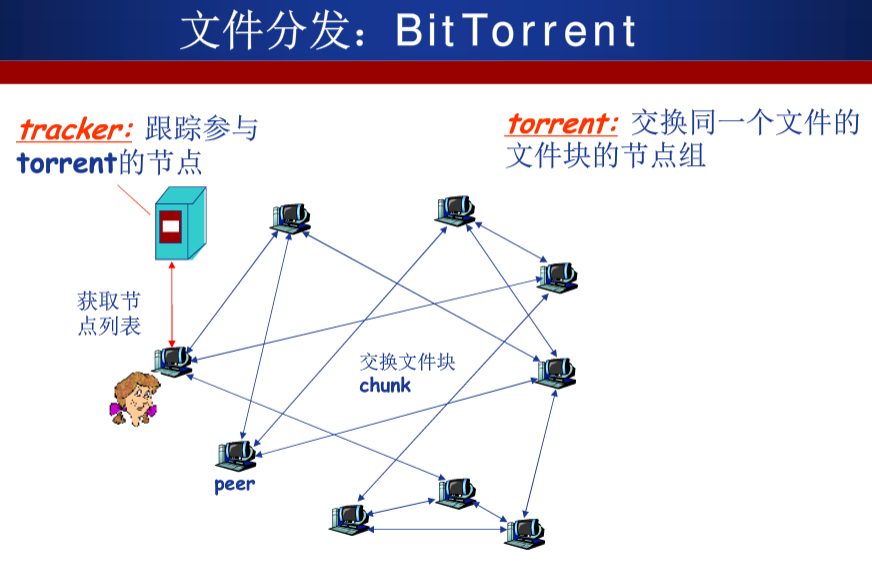 文件分发：BitTorrent
tracker: 跟踪参与
torrent的节点
torrent: 交换同一个文件的
文件块的节点组
获取节
点列表
交换文件块
chunk
peer